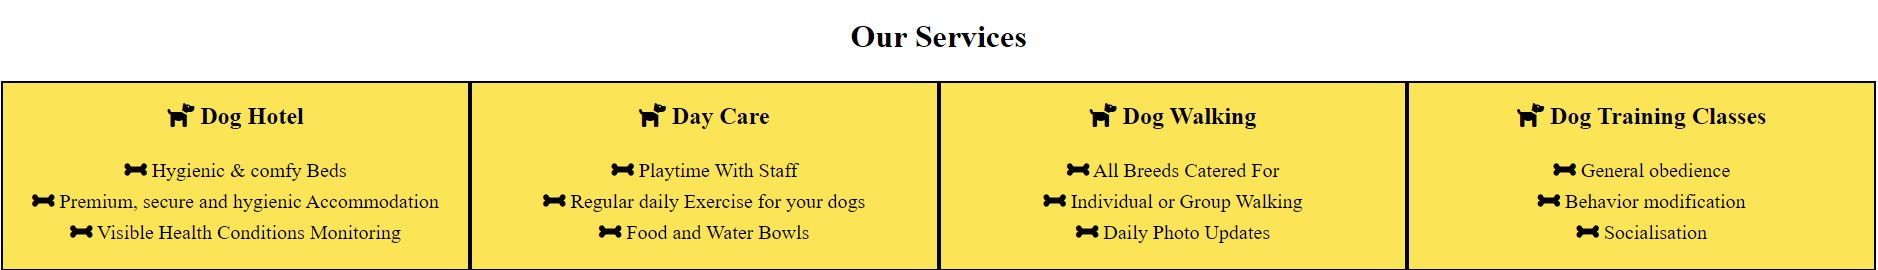 Our Services
Dog Hotel
Hygienic & comfy Beds
Premium, secure and hygienic Accommodation
Visible Health Conditions Monitoring
Day Care
Playtime With Staff
Regular daily Exercise for your dogs
Food and Water Bowls
Dog Walking
All Breeds Catered For
Individual or Group Walking
Daily Photo Updates
Dog Training Classes
General obedience
Behavior modification
Socialisation